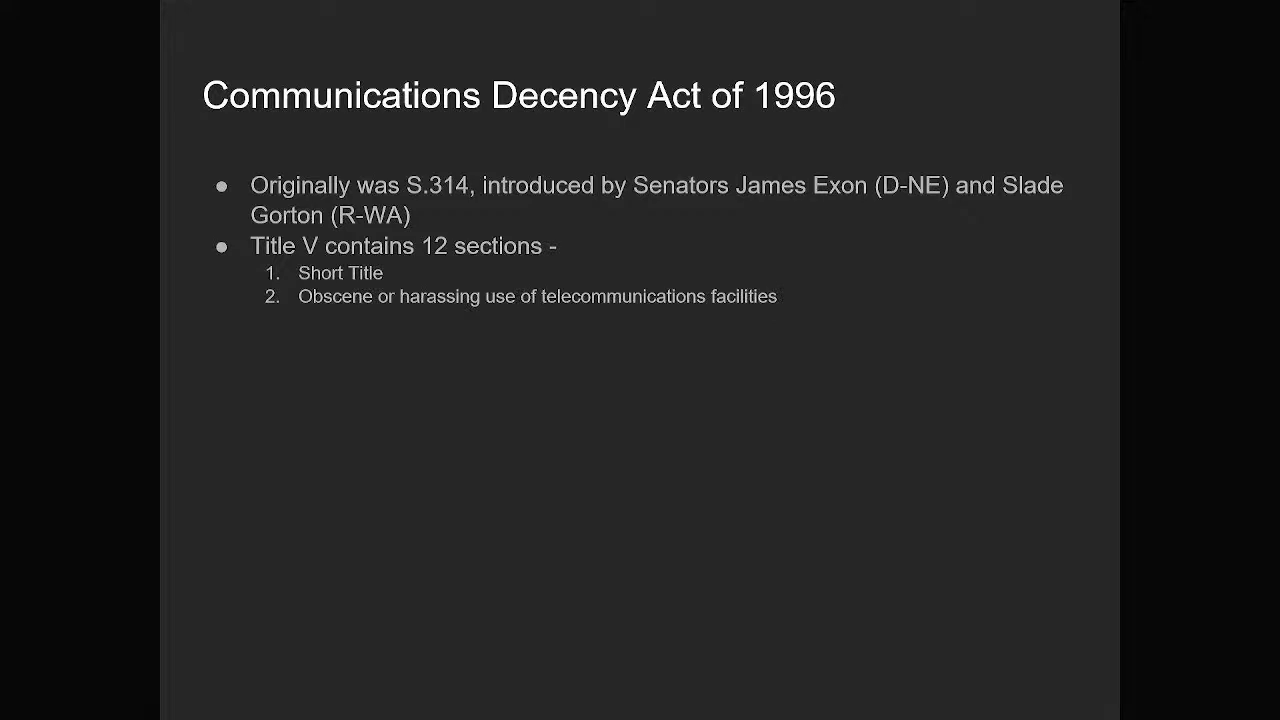 Communications Decency Act of 1996
● Originally was S.314, introduced by Senators James Exon (D-NE) and Slade
Gorton (R-WA)
● Title V contains 12 sections -
1. Short Title
2. Obscene or harassing use of telecommunications facilities